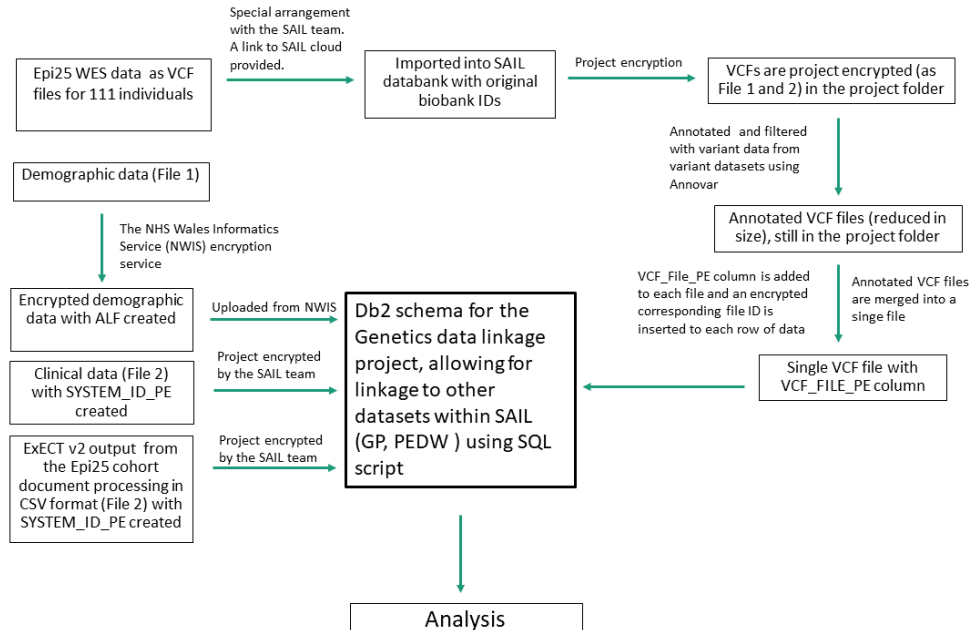 Special arrangement
with the SAIL team.
A link to SAIL cloud
provided.
Epi25 WES data as VCF
files for 111 individuals
Imported into SAIL
databank with original
biobank IDs
Project encryption
VCFs are project encrypted (as
File 1 and 2) in the project folder
Annotated and filtered
with variant data from
variant datasets using
Annovar
Demographic data (File 1)
The NHS Wales Informatics
Service (NWIS) encryption
service
Annotated VCF files (reduced in
size), still in the project folder
VCF_File_PE column is added
to each file and an encrypted
corresponding file ID is
inserted to each row of data
Annotated VCF files
are merged into a
singe file
Encrypted demographic
data with ALF created
Uploaded from NWIS
Db2 schema for the
Genetics data linkage
project, allowing for
linkage to other
datasets within SAIL
(GP, PEDW ) using SQL
script
Single VCF file with
VCF_FILE_PE column
Clinical data (File 2)
with SYSTEM_ID_PE
created
Project encrypted
by the SAIL team
ExECT v2 output from
the Epi25 cohort
document processing in
CSV format (File 2) with
SYSTEM_ID_PE created
Project encrypted
by the SAIL team
Analysis